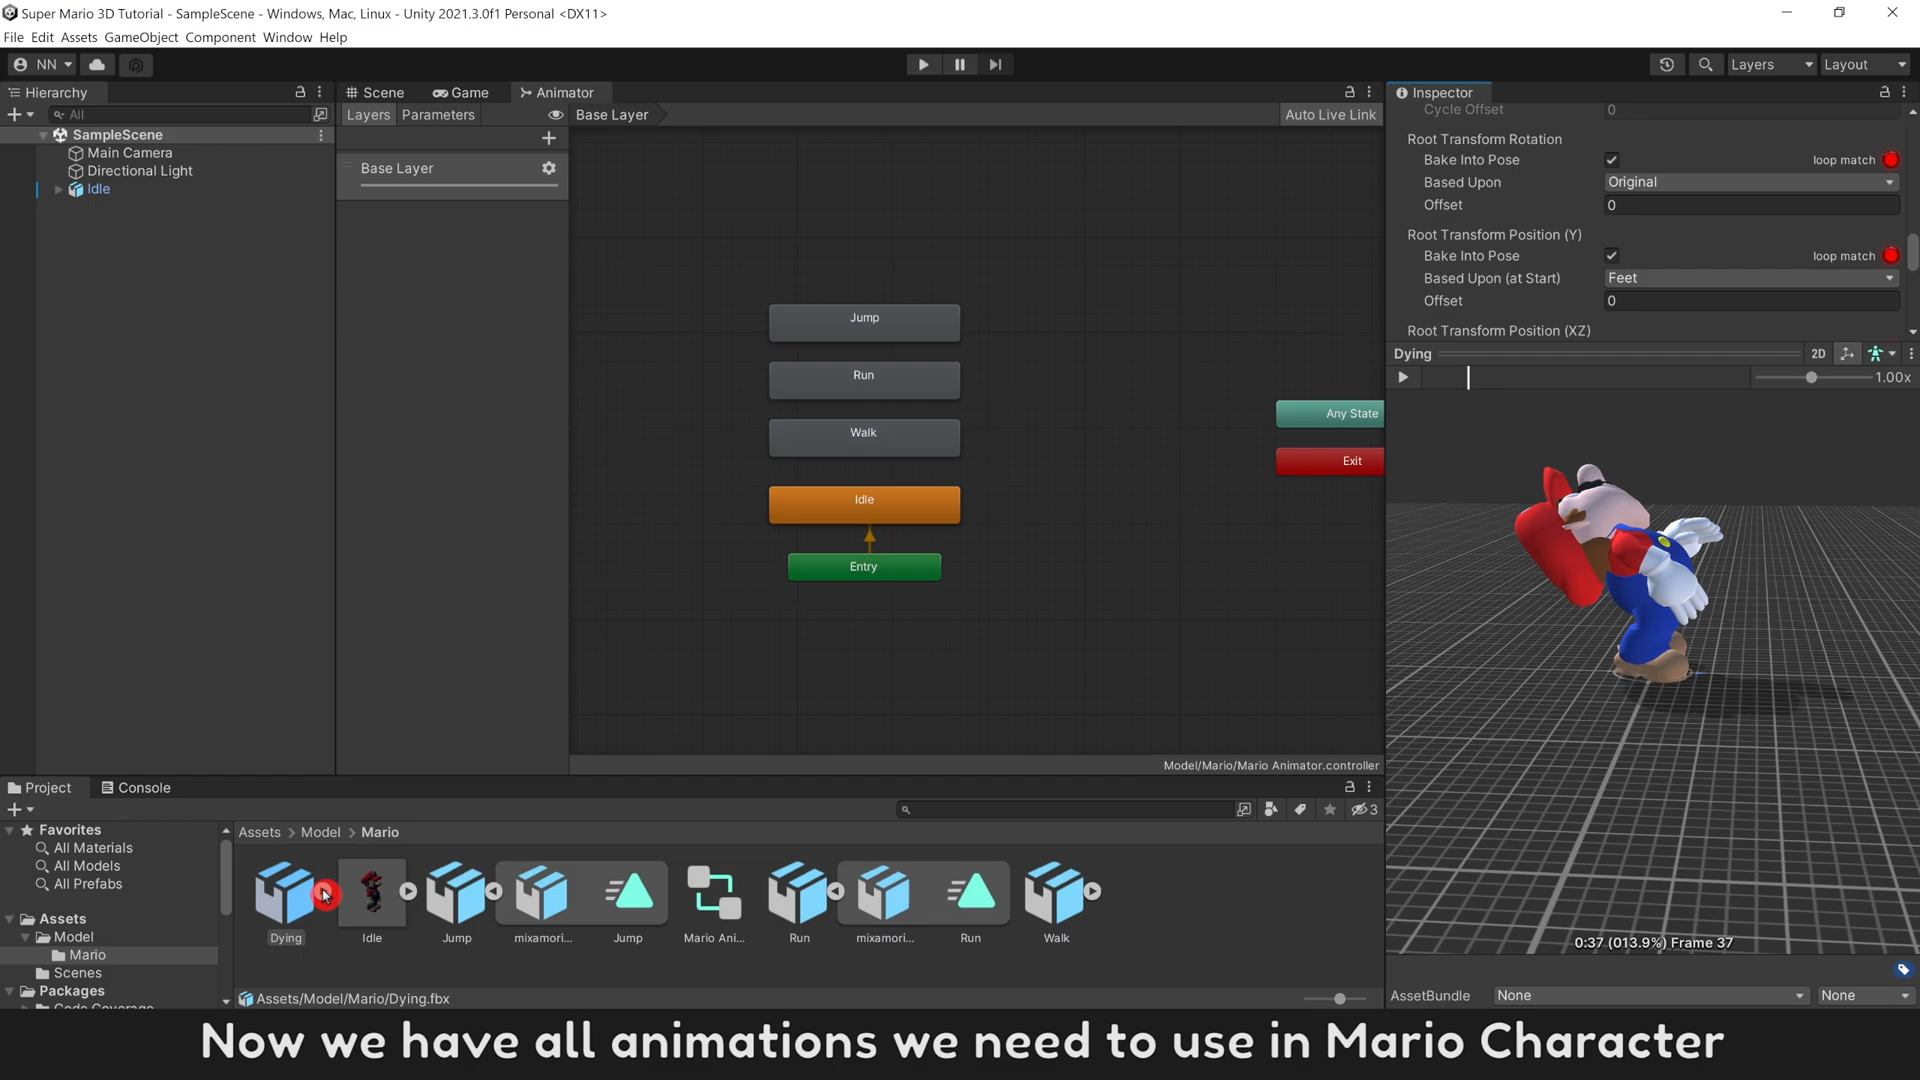 Super Mario 3D Tutorial - SampleScene - Windows, Mac, Linux - Unity 2021.3.0f1 Personal <DX11>
File Edit Assets GameObject Component Window Help
NN Layers Layout
Hierarchy
All
SampleScene
Main Camera
Directional Light
Idle
Scene Game Animator
Layers Parameters Base Layer Auto Live Link
Base Layer
Jump
Run
Walk
Idle
Entry
Any State
Exit
Model/Mario/Mario Animator.controller
Inspector
Cycle Offset 0
Root Transform Rotation
Bake Into Pose loop match
Based Upon Original
Offset 0
Root Transform Position (Y)
Bake Into Pose loop match
Based Upon (at Start) Feet
Offset 0
Root Transform Position (XZ)
Dying 2D
1.00x
0:37 (013.9%) Frame 37
AssetBundle None None
Project Console
3
Favorites
All Materials
All Models
All Prefabs
Assets
Model
Mario
Scenes
Packages
Code Coverage
Assets > Model > Mario
Dying Idle Jump mixamori... Jump Mario Ani... Run mixamori... Run Walk
Assets/Model/Mario/Dying.fbx
Now we have all animations we need to use in Mario Character